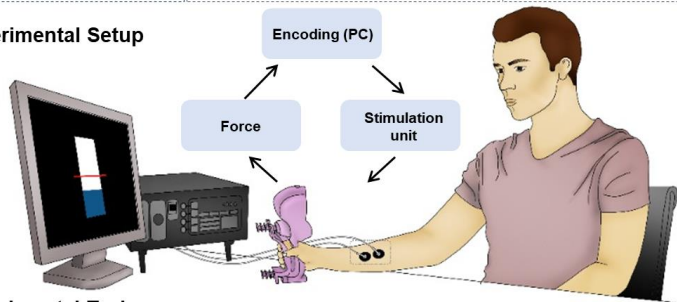 erimental Setup
Encoding (PC)
Force
Stimulation
unit